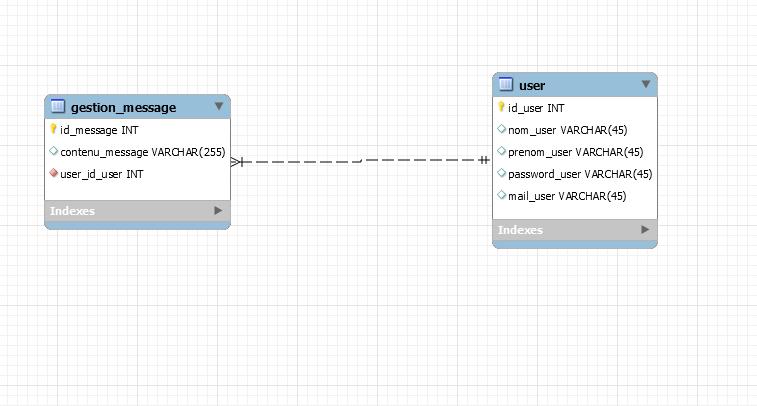 gestion_message
id_message INT
contenu_message VARCHAR(255)
user_id_user INT
Indexes
user
id_user INT
nom_user VARCHAR(45)
prenom_user VARCHAR(45)
password_user VARCHAR(45)
mail_user VARCHAR(45)
Indexes